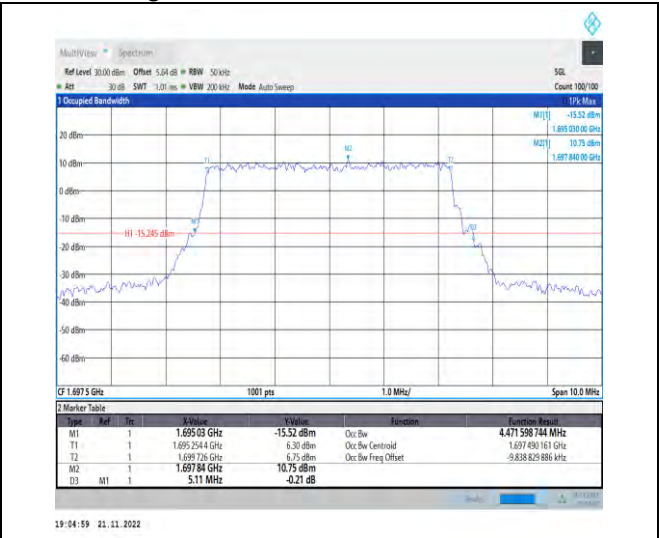 MultiView Spectrum
Ref Level 30.00 dBm Offset 5.64 dB RBW 50 kHz SGL
Att 30 dB SWT 1.01 ms VBW 200 kHz Mode Auto Sweep Count 100/100
1 Occupied Bandwidth 1Pk Max
M1[1] -15.52 dBm
1.695 030 00 GHz
20 dBm
M2[1] 10.75 dBm
1.697 840 00 GHz
M2
T1
T2
10 dBm
0 dBm
-10 dBm
M1
D3
H1 -15.245 dBm
-20 dBm
-30 dBm
-40 dBm
-50 dBm
-60 dBm
CF 1.6975 GHz 1001 pts 1.0 MHz/ Span 10.0 MHz
2 Marker Table
Type Ref Trc X-Value Y-Value Function Function Result
M1 1 1.69503 GHz -15.52 dBm Occ Bw 4.471 598 744 MHz
T1 1 1.695 254 4 GHz 6.30 dBm Occ Bw Centroid 1.697 490 161 GHz
T2 1 1.699 726 GHz 6.75 dBm Occ Bw Freq Offset -9.838 829 886 kHz
M2 1 1.69784 GHz 10.75 dBm
D3 M1 1 5.11 MHz -0.21 dB
19:04:59 21.11.2022